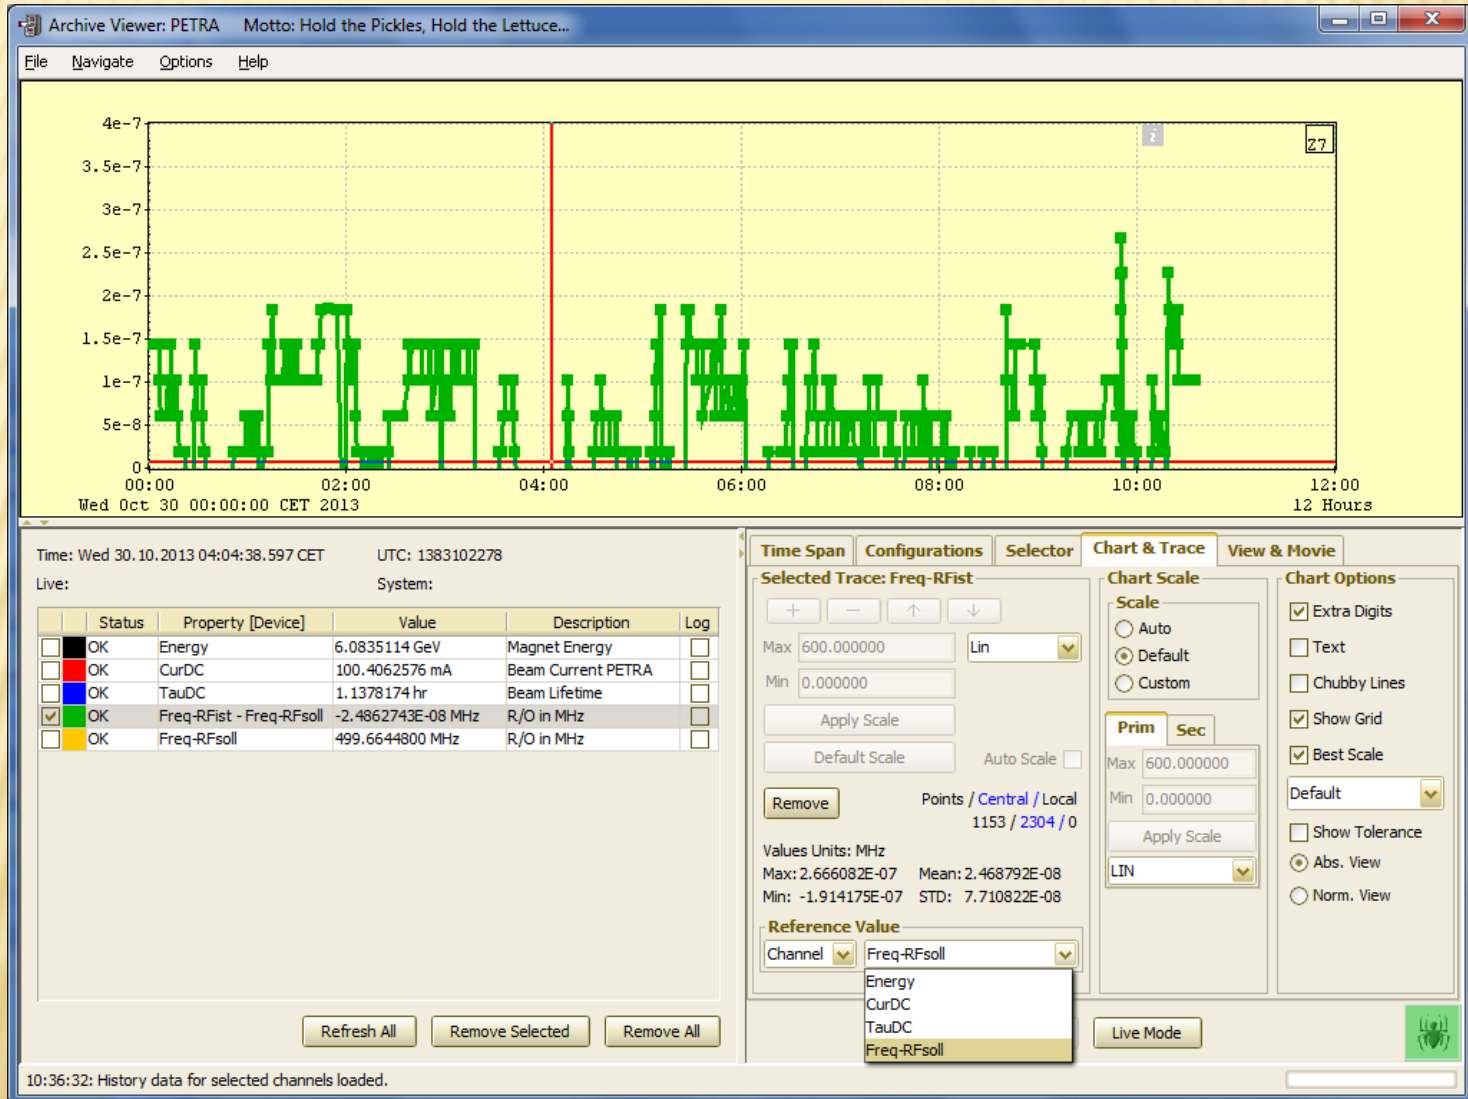 Archive Viewer: PETRA Motto: Hold the Pickles, Hold the Lettuce...
File Navigate Options Help
4e-7
3.5e-7
3e-7
2.5e-7
2e-7
1.5e-7
1e-7
5e-8
0
i
Z7
00:00 02:00 04:00 06:00 08:00 10:00 12:00
Wed Oct 30 00:00:00 CET 2013 12 Hours
Time: Wed 30.10.2013 04:04:38.597 CET UTC: 1383102278
Live: System:
Status Property [Device] Value Description Log
OK Energy 6.0835114 GeV Magnet Energy
OK CurDC 100.4062576 mA Beam Current PETRA
OK TauDC 1.1378174 hr Beam Lifetime
OK Freq-RFist - Freq-RFsoll -2.4862743E-08 MHz R/O in MHz
OK Freq-RFsoll 499.6644800 MHz R/O in MHz
Refresh All Remove Selected Remove All
Time Span Configurations Selector Chart & Trace View & Movie
Selected Trace: Freq-RFist
+ − ↑ ↓
Max 600.000000 Lin
Min 0.000000
Apply Scale
Default Scale Auto Scale
Remove Points / Central / Local
1153 / 2304 / 0
Values Units: MHz
Max: 2.666082E-07 Mean: 2.468792E-08
Min: -1.914175E-07 STD: 7.710822E-08
Reference Value
Channel Freq-RFsoll
Energy
CurDC
TauDC
Freq-RFsoll
Chart Scale
Scale
Auto
Default
Custom
Prim Sec
Max 600.000000
Min 0.000000
Apply Scale
LIN
Live Mode
Chart Options
Extra Digits
Text
Chubby Lines
Show Grid
Best Scale
Default
Show Tolerance
Abs. View
Norm. View
10:36:32: History data for selected channels loaded.